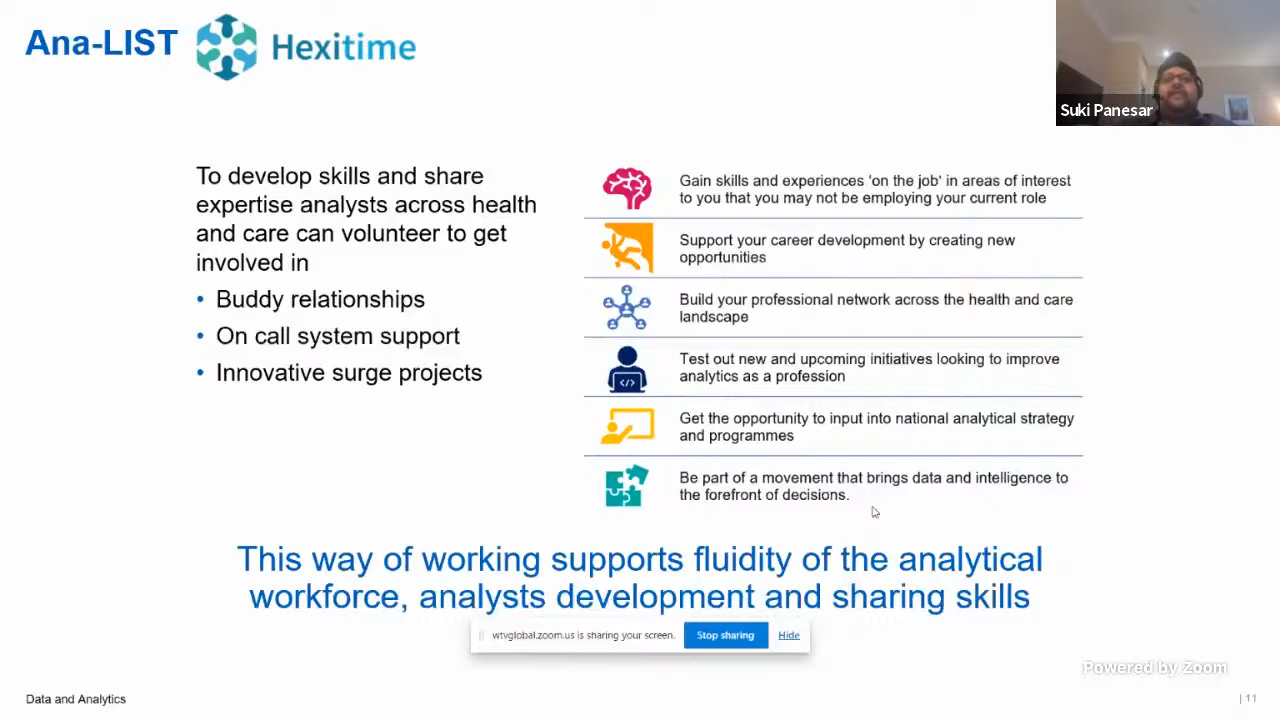 Ana-LIST
Hexitime
Suki Panesar
To develop skills and share
expertise analysts across health
and care can volunteer to get
involved in
• Buddy relationships
• On call system support
• Innovative surge projects
Gain skills and experiences ‘on the job’ in areas of interest
to you that you may not be employing your current role
Support your career development by creating new
opportunities
Build your professional network across the health and care
landscape
Test out new and upcoming initiatives looking to improve
analytics as a profession
Get the opportunity to input into national analytical strategy
and programmes
Be part of a movement that brings data and intelligence to
the forefront of decisions.
This way of working supports fluidity of the analytical
workforce, analysts development and sharing skills
wtvglobal.zoom.us is sharing your screen. Stop sharing Hide
Powered by Zoom
Data and Analytics
| 11